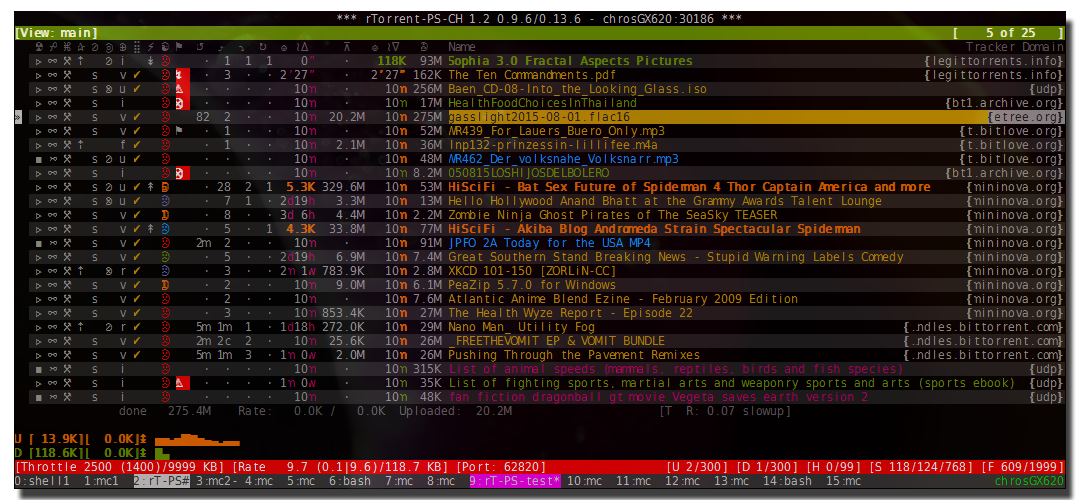 *** rTorrent-PS-CH 1.2 0.9.6/0.13.6 - chrosGX620:30186 ***
[View: main] [ 5 of 25 ]
Name Tracker Domain
i · 1 1 1 0" 118K 93M Sophia 3.0 Fractal Aspects Pictures {legittorrents.info}
s v · 3 · · 2'27" 2'27" 162K The Ten Commandments.pdf {legittorrents.info}
s u · · · · 10m · 10m 256M Baen_CD-08-Into_the_Looking_Glass.iso {udp}
s i · · · · 10m · 10m 17M HealthFoodChoicesInThailand {bt1.archive.org}
» s v 82 2 · · 10m 20.2M 10m 275M gasslight2015-08-01.flac16 {etree.org}
s v · 1 · · 10m · 10m 52M WR439_For_Lauers_Buero_Only.mp3 {t.bitlove.org}
f v · 1 · · 10m 2.1M 10m 36M lnp132-prinzessin-lillifee.m4a {t.bitlove.org}
s u · · · · 10m · 10m 48M WR462_Der_volksnahe_Volksnarr.mp3 {t.bitlove.org}
s i · · · · 10m · 10m 8.2M 050815LOSHIJOSDELBOLERO {bt1.archive.org}
s u · 28 2 1 5.3K 329.6M 10m 53M HiSciFi - Bat Sex Future of Spiderman 4 Thor Captain America and more {mininova.org}
s u · 7 1 · 2d19h 3.3M 10m 13M Hello Hollywood Anand Bhatt at the Grammy Awards Talent Lounge {mininova.org}
s v · 8 · · 3d 6h 4.4M 10m 2.2M Zombie Ninja Ghost Pirates of The SeaSky TEASER {mininova.org}
s v · 5 · 1 4.3K 33.8M 10m 77M HiSciFi - Akiba Blog Andromeda Strain Spectacular Spiderman {mininova.org}
s v 2m 2 · · 10m · 10m 91M JPFO 2A Today for the USA MP4 {mininova.org}
s v · 5 · · 2d19h 6.9M 10m 7.4M Great Southern Stand Breaking News - Stupid Warning Labels Comedy {mininova.org}
r v · 3 · · 2m 1w 783.9K 10m 2.8M XKCD 101-150 [ZORLiN-CC] {mininova.org}
s v · 2 · · 10m 9.0M 10m 6.1M PeaZip 5.7.0 for Windows {mininova.org}
s v · 2 · · 10m · 10m 7.6M Atlantic Anime Blend Ezine - February 2009 Edition {mininova.org}
s v · 3 · · 10m 853.4K 10m 27M The Health Wyze Report - Episode 22 {mininova.org}
r 5m 1m 1 · 1d18h 272.0K 10m 29M Nano Man_ Utility Fog {.ndles.bittorrent.com}
s v 2m 2c 2 · 10m 25.6K 10m 26M _FREETHEVOMIT EP & VOMIT BUNDLE {.ndles.bittorrent.com}
s v 5m 1m 3 · 1m 0w 2.0M 10m 26M Pushing Through the Pavement Remixes {.ndles.bittorrent.com}
s i · · · · 10m · 10m 315K List of animal speeds (mammals, reptiles, birds and fish species) {udp}
s i · · · · 1m 0w · 10m 35K List of fighting sports, martial arts and weaponry sports and arts (sports ebook) {udp}
s i · · · · 10m · 10m 48K fan fiction dragonball gt movie Vegeta saves earth version 2 {udp}
done 275.4M Rate: 0.0K / 0.0K Uploaded: 20.2M [T R: 0.07 slowup]
U [ 13.9K][ 0.0K]
D [118.6K][ 0.0K]
[Throttle 2500 (1400)/9999 KB] [Rate 9.7 (0.1|9.6)/118.7 KB] [Port: 62820] [U 2/300] [D 1/300] [H 0/99] [S 118/124/768] [F 609/1999]
0:shell1 1:mc1 2:rT-PS# 3:mc2- 4:mc 5:mc 6:bash 7:mc 8:mc 9:rT-PS-test* 10:mc 11:mc 12:mc 13:mc 14:bash 15:mc chrosGX620